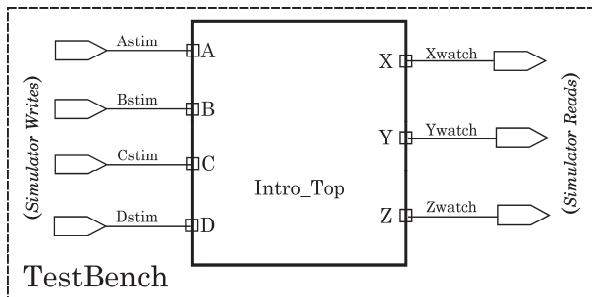 Astim
A
Bstim
B
Cstim
C
Dstim
D
(Simulator Writes)
Intro_Top
X
Xwatch
Y
Ywatch
Z
Zwatch
(Simulator Reads)
TestBench